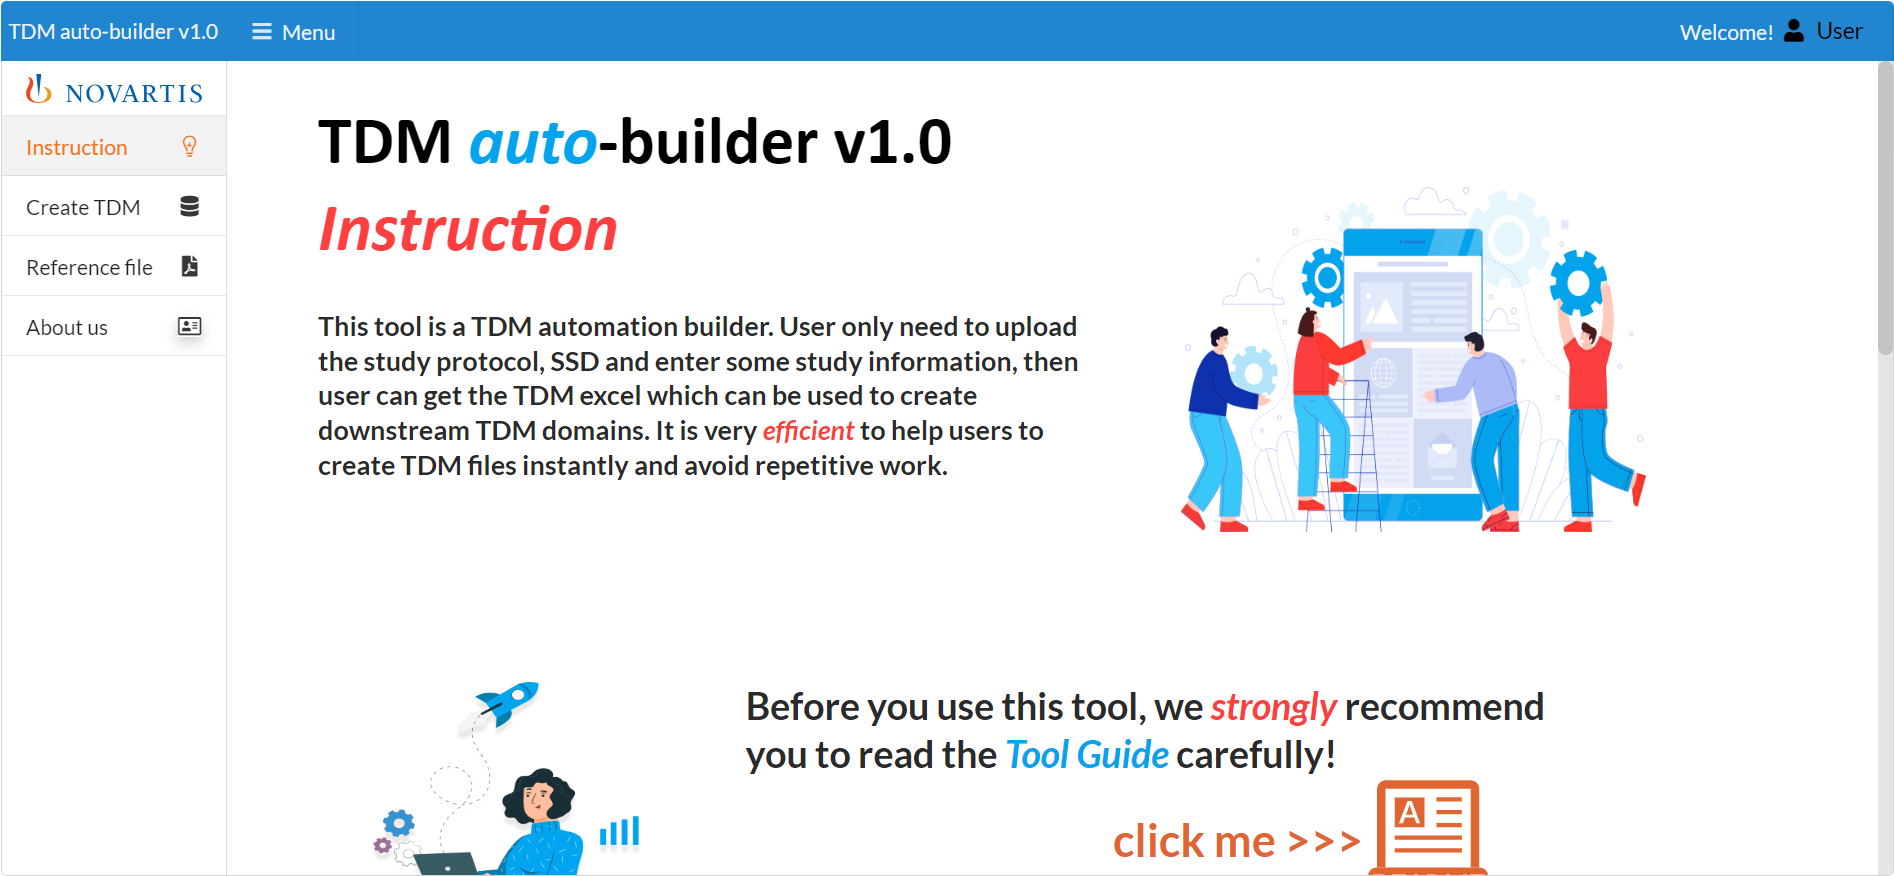 TDM auto-builder v1.0
Menu
Welcome!
User
NOVARTIS
Instruction
Create TDM
Reference file
About us
TDM auto-builder v1.0
Instruction
This tool is a TDM automation builder. User only need to upload
the study protocol, SSD and enter some study information, then
user can get the TDM excel which can be used to create
downstream TDM domains. It is very efficient to help users to
create TDM files instantly and avoid repetitive work.
Before you use this tool, we strongly recommend
you to read the Tool Guide carefully!
click me >>>
A